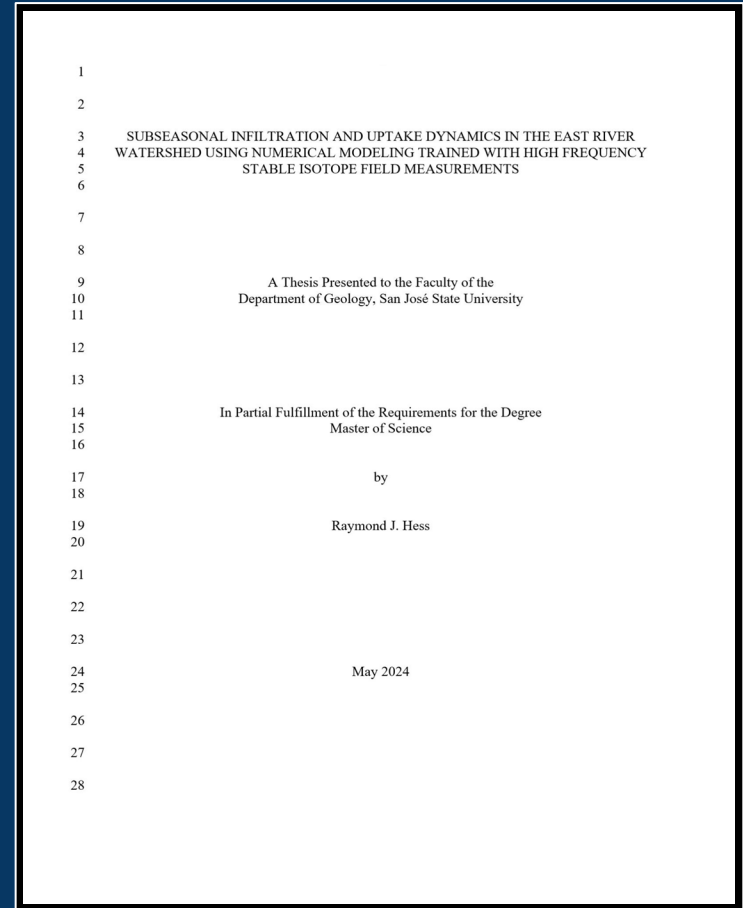 1
2
3 SUBSEASONAL INFILTRATION AND UPTAKE DYNAMICS IN THE EAST RIVER
4 WATERSHED USING NUMERICAL MODELING TRAINED WITH HIGH FREQUENCY
5 STABLE ISOTOPE FIELD MEASUREMENTS
6
7
8
9 A Thesis Presented to the Faculty of the
10 Department of Geology, San José State University
11
12
13
14 In Partial Fulfillment of the Requirements for the Degree
15 Master of Science
16
17 by
18
19 Raymond J. Hess
20
21
22
23
24 May 2024
25
26
27
28